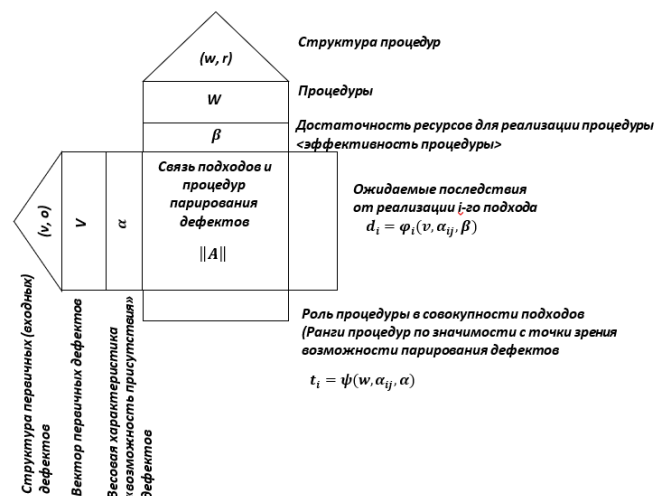 (w, r)
Структура процедур
W
Процедуры
β
Достаточность ресурсов для реализации процедуры
<эффективность процедуры>
(v, o)
V
α
Связь подходов и
процедур
парирования
дефектов
‖A‖
Ожидаемые последствия
от реализации i-го подхода
dᵢ = φᵢ(v, αᵢⱼ, β)
Роль процедуры в совокупности подходов
(Ранги процедур по значимости с точки зрения
возможности парирования дефектов
tᵢ = ψ(w, αᵢⱼ, α)
Структура первичных (входных)
дефектов
Вектор первичных дефектов
Весовая характеристика
«возможность присутствия»
дефектов